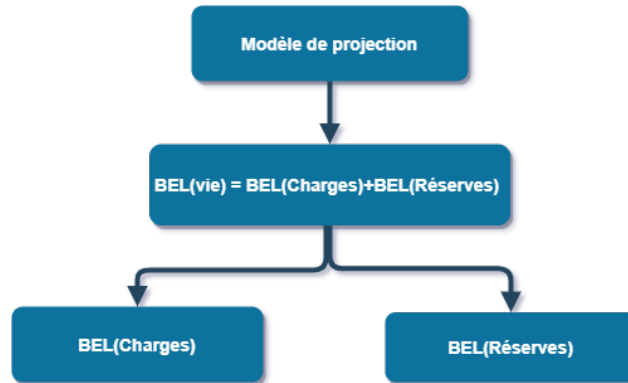 Modèle de projection
BEL(vie) = BEL(Charges)+BEL(Réserves)
BEL(Charges)
BEL(Réserves)